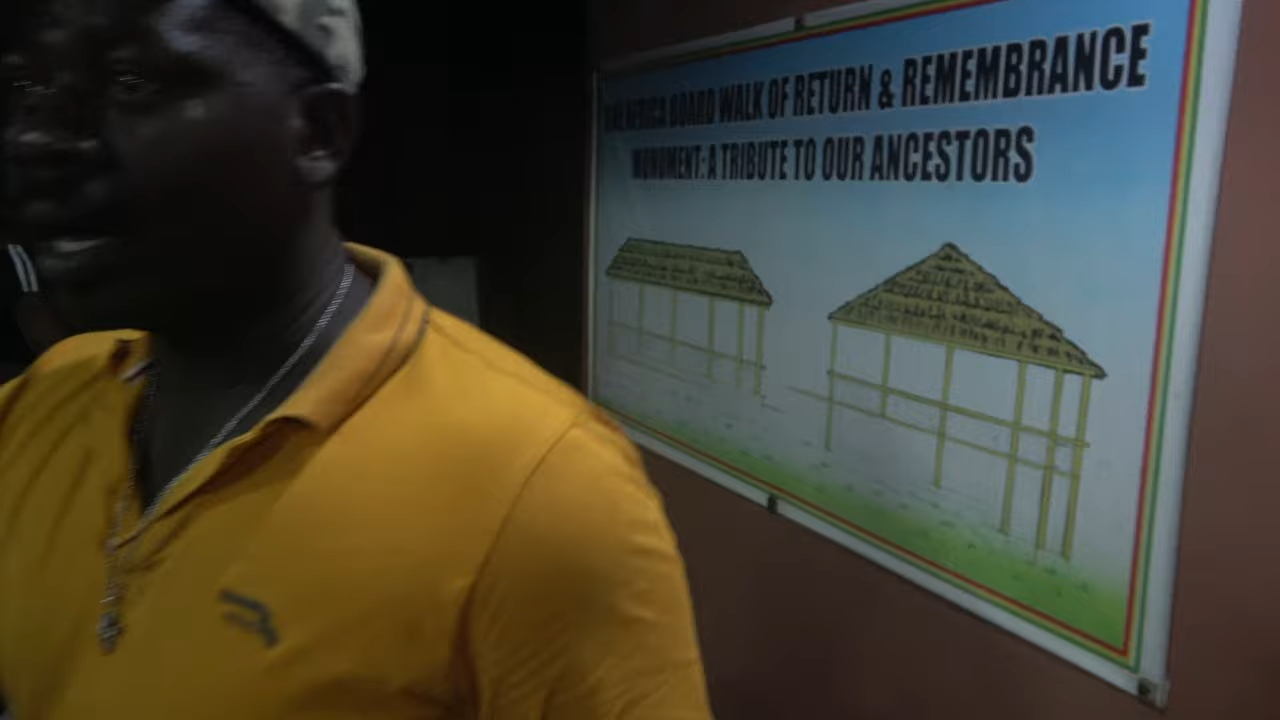 AFRICA BOARD WALK OF RETURN & REMEMBRANCE
MONUMENT: A TRIBUTE TO OUR ANCESTORS